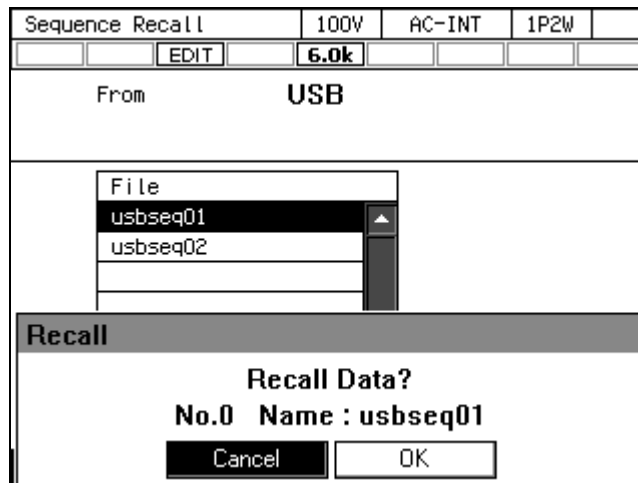 Sequence Recall 100V AC-INT 1P2W
EDIT 6.0k
From USB
File
usbseq01
usbseq02
Recall
Recall Data?
No.0 Name : usbseq01
Cancel OK